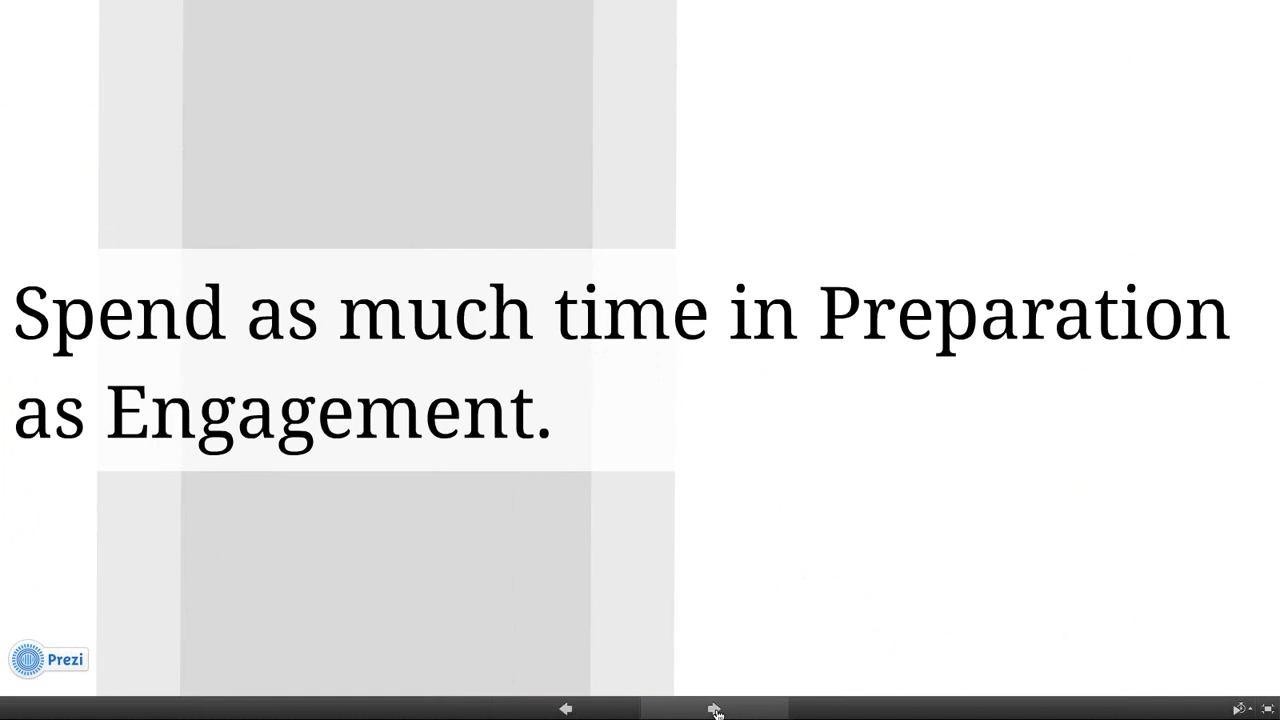 Spend as much time in Preparation
as Engagement.
Prezi